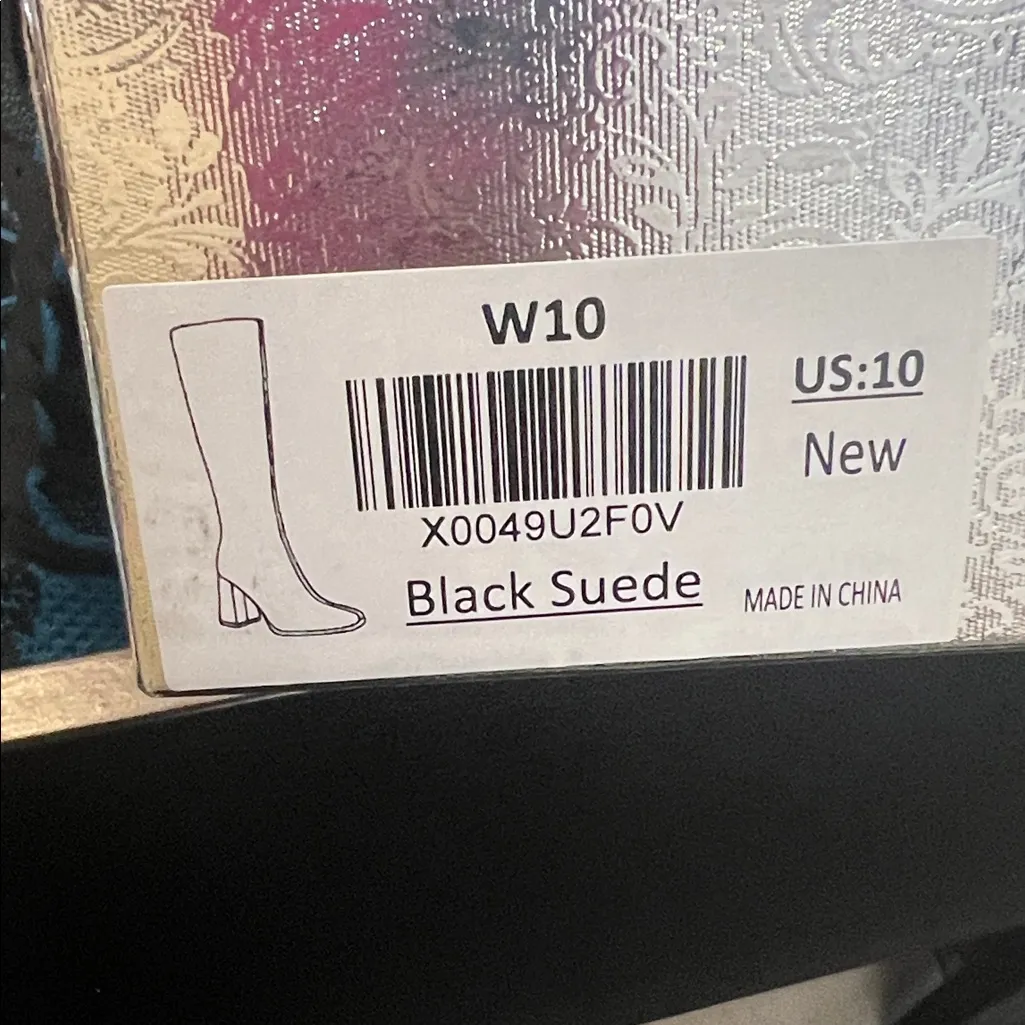 W10
US:10
New
X0049U2F0V
Black Suede
MADE IN CHINA